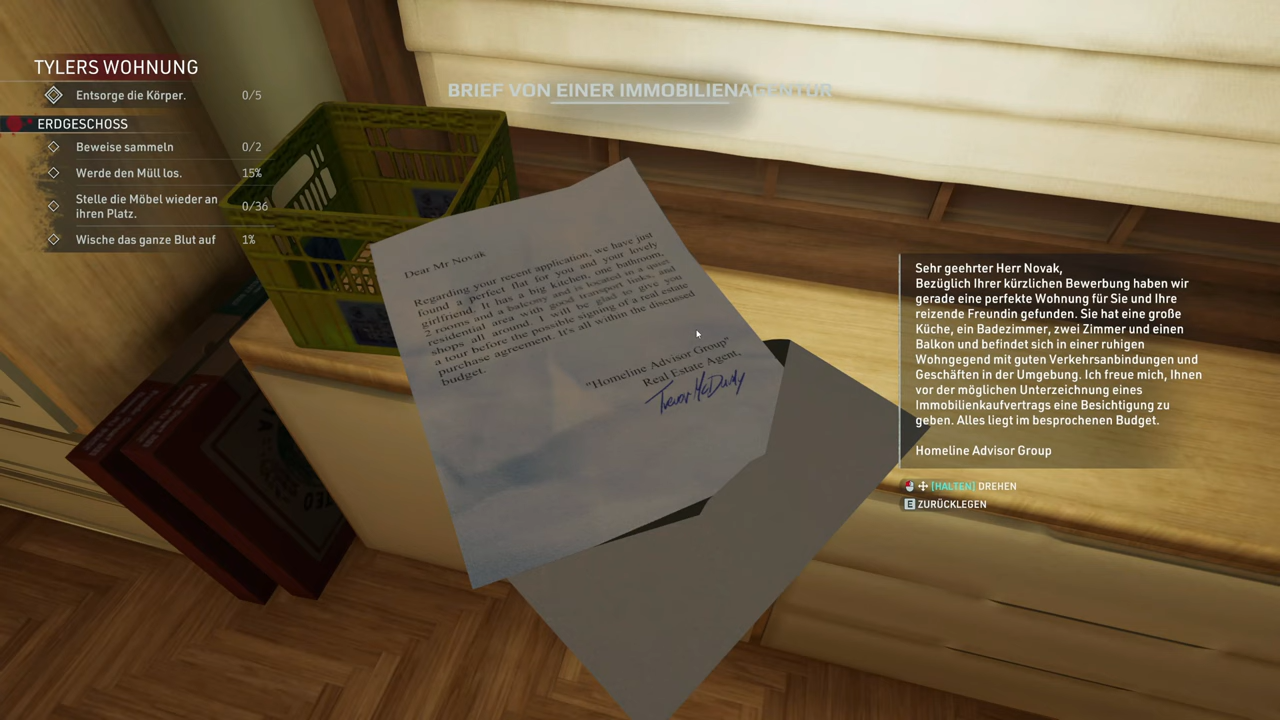 TYLERS WOHNUNG
Entsorge die Körper. 0/5
ERDGESCHOSS
Beweise sammeln 0/2
Werde den Müll los. 15%
Stelle die Möbel wieder an
ihren Platz. 0/36
Wische das ganze Blut auf 1%
BRIEF VON EINER IMMOBILIENAGENTUR
Dear Mr Novak
Regarding your recent application, we have just
found a perfect flat for you and your lovely
girlfriend. It has a big kitchen, one bathroom,
2 rooms and a balcony and is located in a quiet
residential area with good transport links, and
shops all around. I will be glad to give you
a tour before the possible signing of a real estate
purchase agreement. It's all within the discussed
budget.
"Homeline Advisor Group"
Real Estate Agent,
Trevor McDurdy
Sehr geehrter Herr Novak,
Bezüglich Ihrer kürzlichen Bewerbung haben wir
gerade eine perfekte Wohnung für Sie und Ihre
reizende Freundin gefunden. Sie hat eine große
Küche, ein Badezimmer, zwei Zimmer und einen
Balkon und befindet sich in einer ruhigen
Wohngegend mit guten Verkehrsanbindungen und
Geschäften in der Umgebung. Ich freue mich, Ihnen
vor der möglichen Unterzeichnung eines
Immobilienkaufvertrags eine Besichtigung zu
geben. Alles liegt im besprochenen Budget.
Homeline Advisor Group
[HALTEN] DREHEN
E ZURÜCKLEGEN